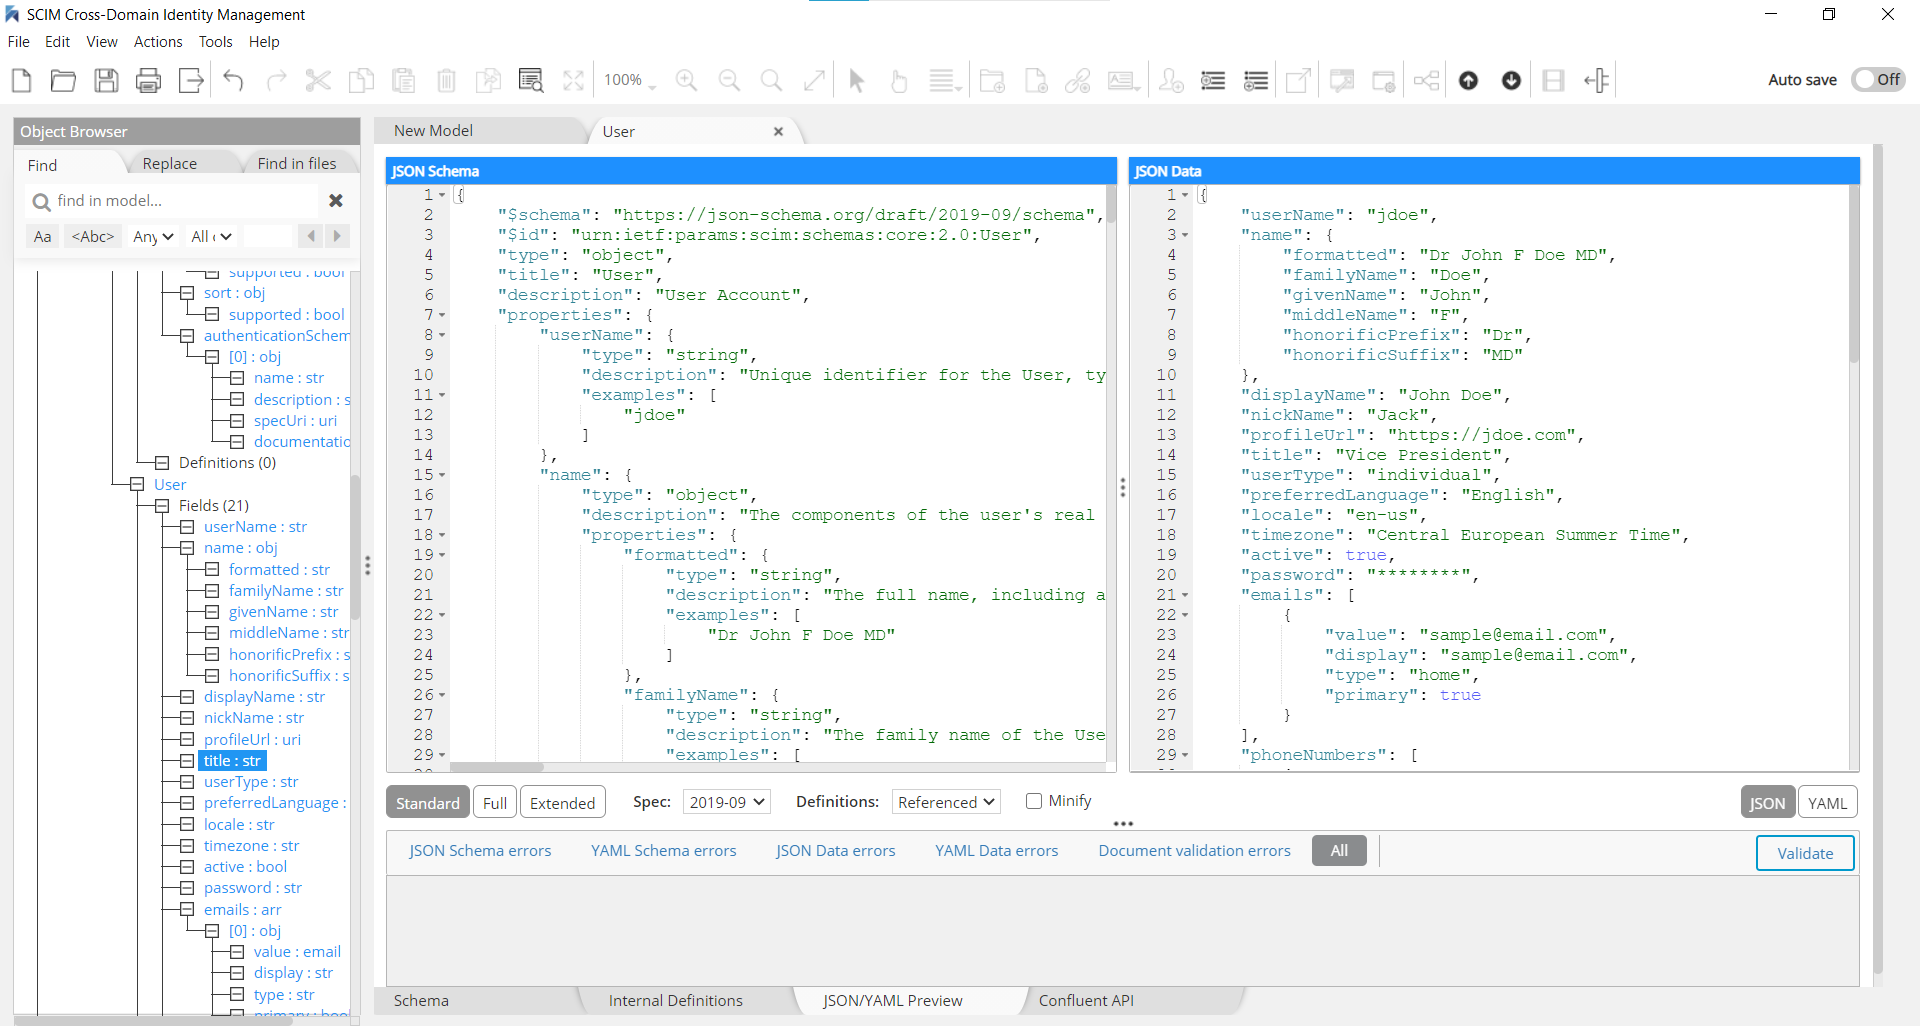 SCIM Cross-Domain Identity Management
File Edit View Actions Tools Help
100%
Auto save Off
Object Browser
Find Replace Find in files
find in model...
Aa <Abc> Any All
supported : bool
sort : obj
supported : bool
authenticationSchem
[0] : obj
name : str
description : s
specUri : uri
documentatio
Definitions (0)
User
Fields (21)
userName : str
name : obj
formatted : str
familyName : str
givenName : str
middleName : str
honorificPrefix : s
honorificSuffix : s
displayName : str
nickName : str
profileUrl : uri
title : str
userType : str
preferredLanguage :
locale : str
timezone : str
active : bool
password : str
emails : arr
[0] : obj
value : email
display : str
type : str
primary : bool
New Model User
JSON Schema
1 {
2 "$schema": "https://json-schema.org/draft/2019-09/schema",
3 "$id": "urn:ietf:params:scim:schemas:core:2.0:User",
4 "type": "object",
5 "title": "User",
6 "description": "User Account",
7 "properties": {
8 "userName": {
9 "type": "string",
10 "description": "Unique identifier for the User, ty
11 "examples": [
12 "jdoe"
13 ]
14 },
15 "name": {
16 "type": "object",
17 "description": "The components of the user's real
18 "properties": {
19 "formatted": {
20 "type": "string",
21 "description": "The full name, including a
22 "examples": [
23 "Dr John F Doe MD"
24 ]
25 },
26 "familyName": {
27 "type": "string",
28 "description": "The family name of the Use
29 "examples": [
JSON Data
1 {
2 "userName": "jdoe",
3 "name": {
4 "formatted": "Dr John F Doe MD",
5 "familyName": "Doe",
6 "givenName": "John",
7 "middleName": "F",
8 "honorificPrefix": "Dr",
9 "honorificSuffix": "MD"
10 },
11 "displayName": "John Doe",
12 "nickName": "Jack",
13 "profileUrl": "https://jdoe.com",
14 "title": "Vice President",
15 "userType": "individual",
16 "preferredLanguage": "English",
17 "locale": "en-us",
18 "timezone": "Central European Summer Time",
19 "active": true,
20 "password": "********",
21 "emails": [
22 {
23 "value": "sample@email.com",
24 "display": "sample@email.com",
25 "type": "home",
26 "primary": true
27 }
28 ],
29 "phoneNumbers": [
Standard Full Extended Spec: 2019-09 Definitions: Referenced Minify JSON YAML
JSON Schema errors YAML Schema errors JSON Data errors YAML Data errors Document validation errors All Validate
Schema Internal Definitions JSON/YAML Preview Confluent API